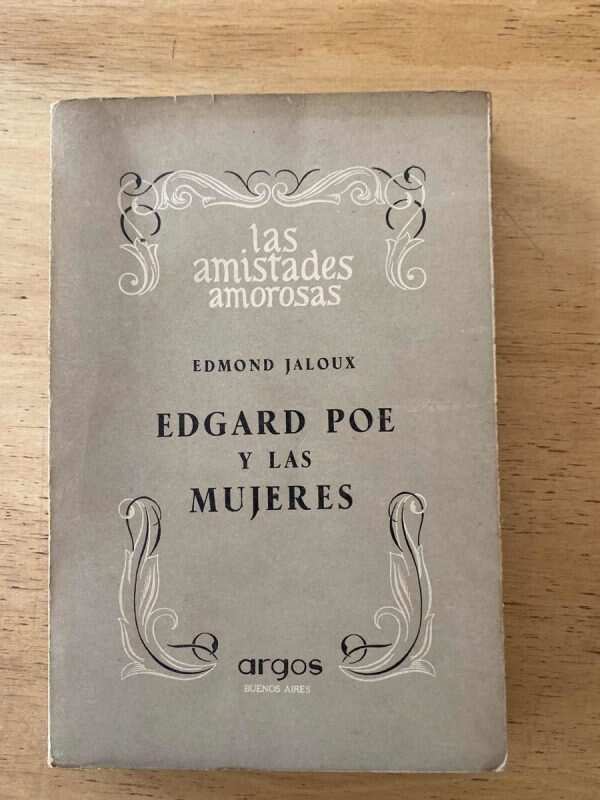 las
amistades
amorosas
EDMOND JALOUX
EDGARD POE
Y LAS
MUJERES
argos
BUENOS AIRES